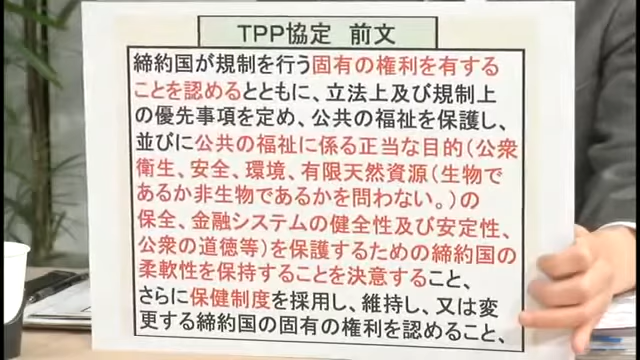 TPP協定 前文
締約国が規制を行う固有の権利を有する
ことを認めるとともに、立法上及び規制上
の優先事項を定め、公共の福祉を保護し、
並びに公共の福祉に係る正当な目的(公衆
衛生、安全、環境、有限天然資源(生物で
あるか非生物であるかを問わない。)の
保全、金融システムの健全性及び安定性、
公衆の道徳等)を保護するための締約国の
柔軟性を保持することを決意すること、
さらに保健制度を採用し、維持し、又は変
更する締約国の固有の権利を認めること、